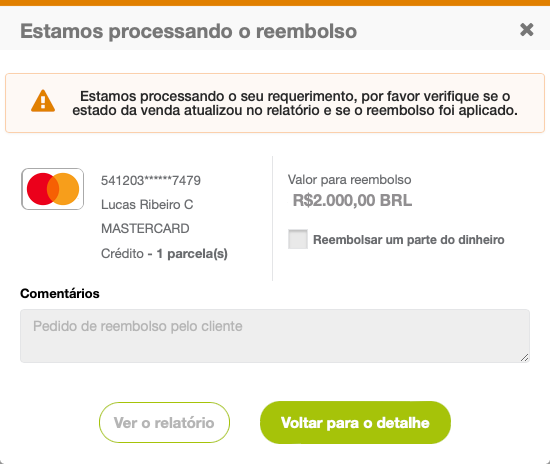 Estamos processando o reembolso
Estamos processando o seu requerimento, por favor verifique se o
estado da venda atualizou no relatório e se o reembolso foi aplicado.
541203******7479
Lucas Ribeiro C
MASTERCARD
Crédito - 1 parcela(s)
Valor para reembolso
R$2.000,00 BRL
Reembolsar um parte do dinheiro
Comentários
Pedido de reembolso pelo cliente
Ver o relatório
Voltar para o detalhe